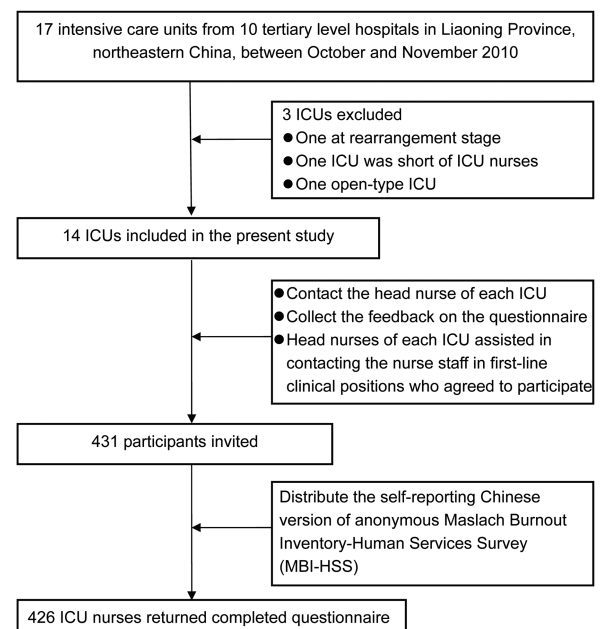 17 intensive care units from 10 tertiary level hospitals in Liaoning Province,
northeastern China, between October and November 2010
3 ICUs excluded
●One at rearrangement stage
●One ICU was short of ICU nurses
●One open-type ICU
14 ICUs included in the present study
●Contact the head nurse of each ICU
●Collect the feedback on the questionnaire
●Head nurses of each ICU assisted in
contacting the nurse staff in first-line
clinical positions who agreed to participate
431 participants invited
Distribute the self-reporting Chinese
version of anonymous Maslach Burnout
Inventory-Human Services Survey
(MBI-HSS)
426 ICU nurses returned completed questionnaire